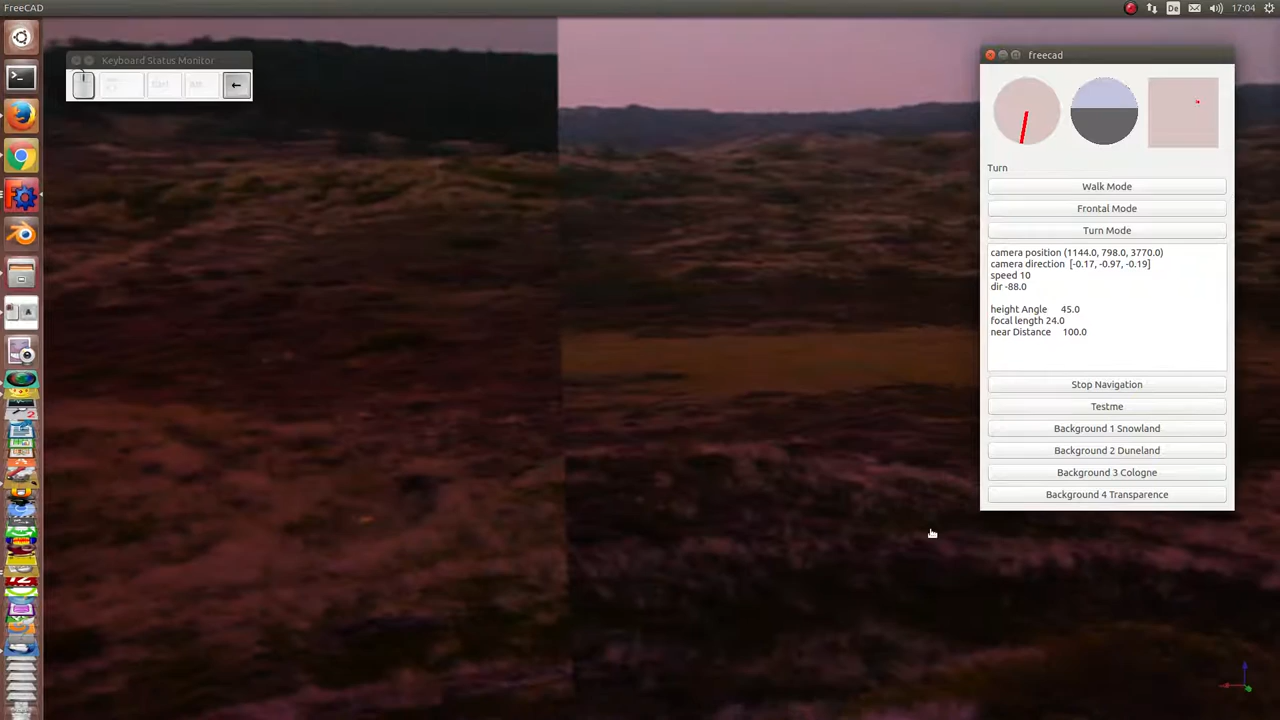 FreeCAD
De
17:04
Keyboard Status Monitor
Ctrl
Alt
←
A
freecad
Turn
Walk Mode
Frontal Mode
Turn Mode
camera position (1144.0, 798.0, 3770.0)
camera direction [-0.17, -0.97, -0.19]
speed 10
dir -88.0
height Angle 45.0
focal length 24.0
near Distance 100.0
Stop Navigation
Testme
Background 1 Snowland
Background 2 Duneland
Background 3 Cologne
Background 4 Transparence